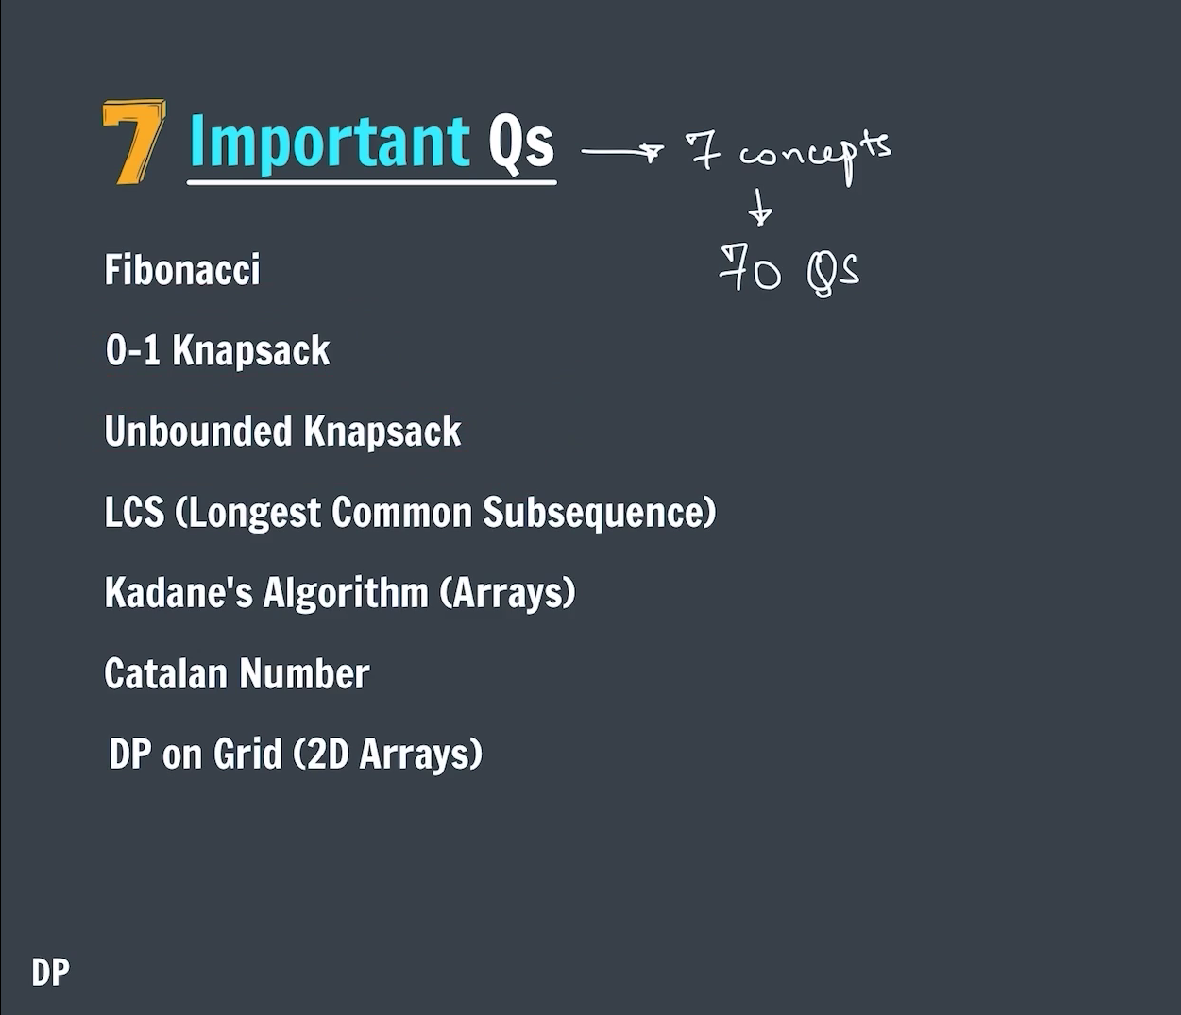 7 Important Qs → 7 concepts
↓
70 Qs
Fibonacci
0-1 Knapsack
Unbounded Knapsack
LCS (Longest Common Subsequence)
Kadane's Algorithm (Arrays)
Catalan Number
DP on Grid (2D Arrays)
DP